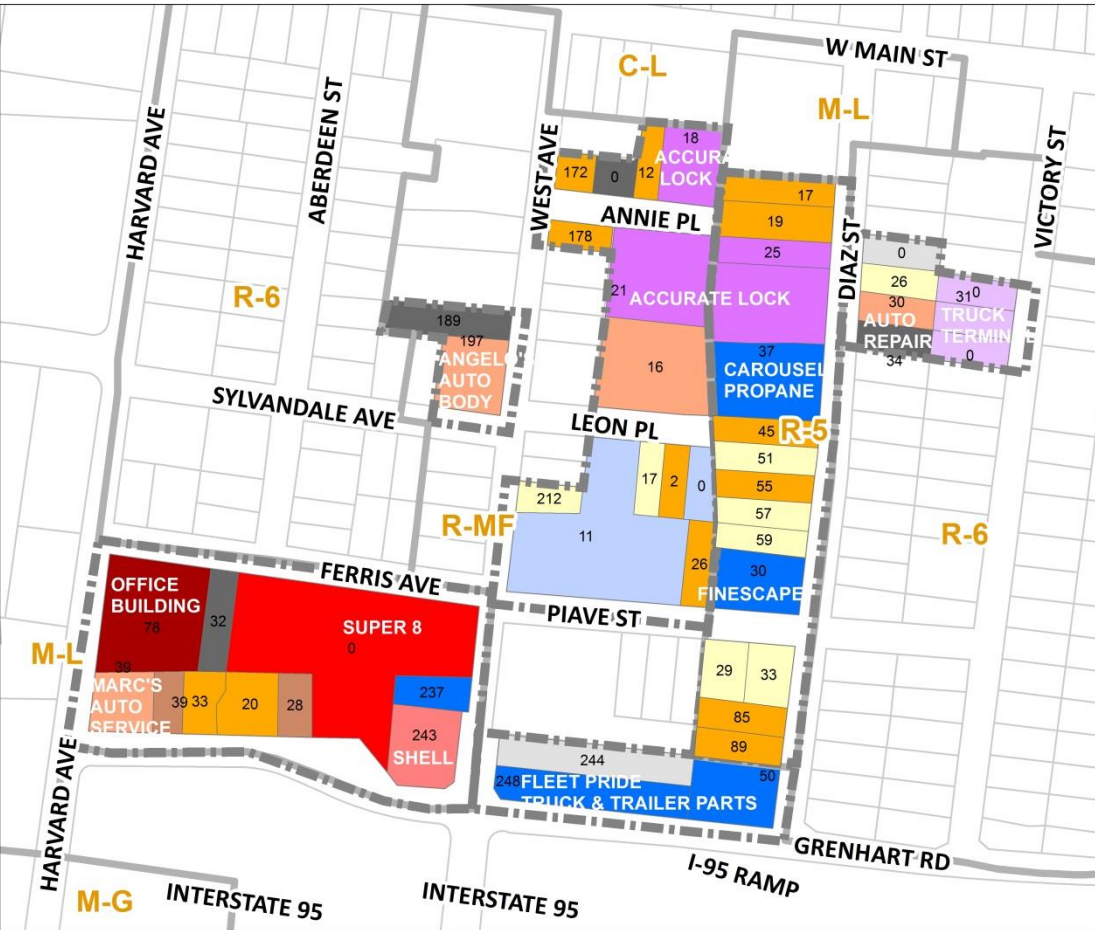 W MAIN ST
C-L
M-L
HARVARD AVE
ABERDEEN ST
WEST AVE
VICTORY ST
18
ACCURA
LOCK
172
0
12
17
ANNIE PL
19
178
DIAZ ST
25
0
26
R-6
21
ACCURATE LOCK
30
AUTO
REPAIR
34
31
0
TRUCK
TERMIN
0
189
197
ANGELO'S
AUTO
BODY
16
37
CAROUSEL
PROPANE
SYLVANDALE AVE
LEON PL
45
R-5
51
17
2
0
55
212
57
R-MF
11
59
R-6
26
30
FINESCAPE
FERRIS AVE
PIAVE ST
OFFICE
BUILDING
78
32
SUPER 8
0
M-L
39
MARC'S
AUTO
SERVICE
39
33
20
28
237
243
SHELL
29
33
85
89
244
50
248
FLEET PRIDE
TRUCK & TRAILER PARTS
HARVARD AVE
GRENHART RD
I-95 RAMP
M-G
INTERSTATE 95
INTERSTATE 95